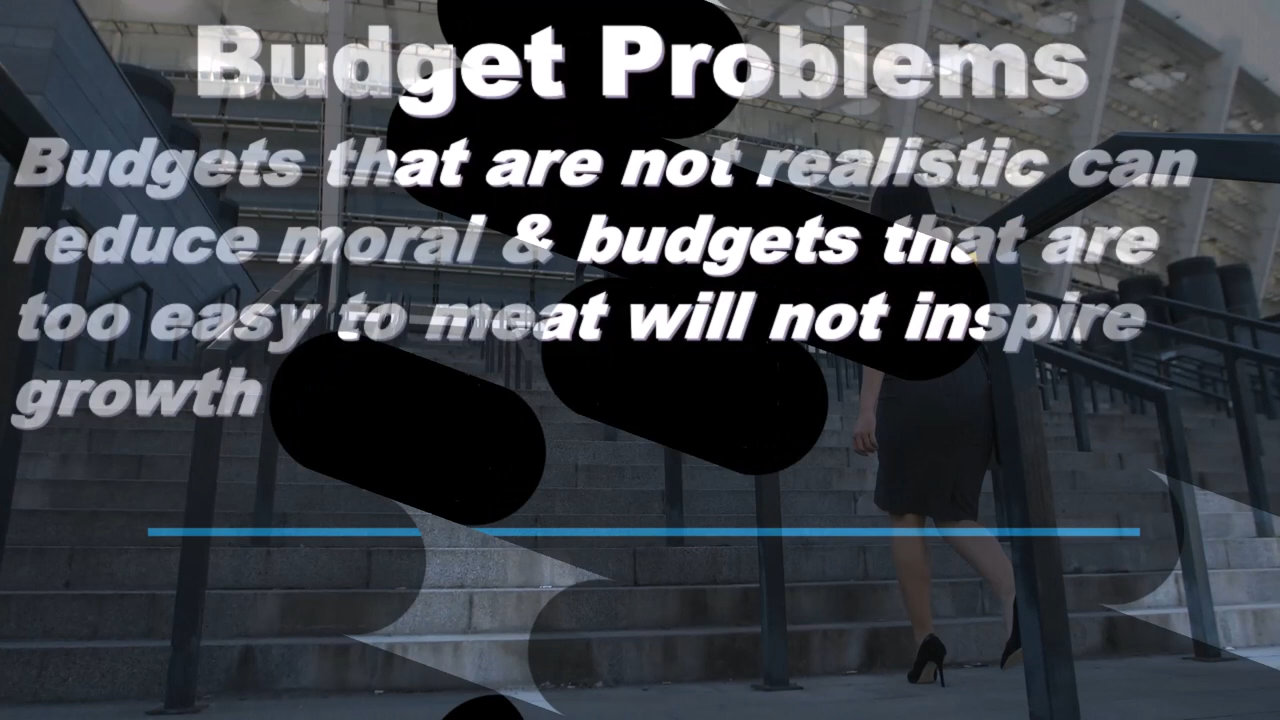 Budget Problems
Budgets that are not realistic can
reduce moral & budgets that are
too easy to meat will not inspire
growth